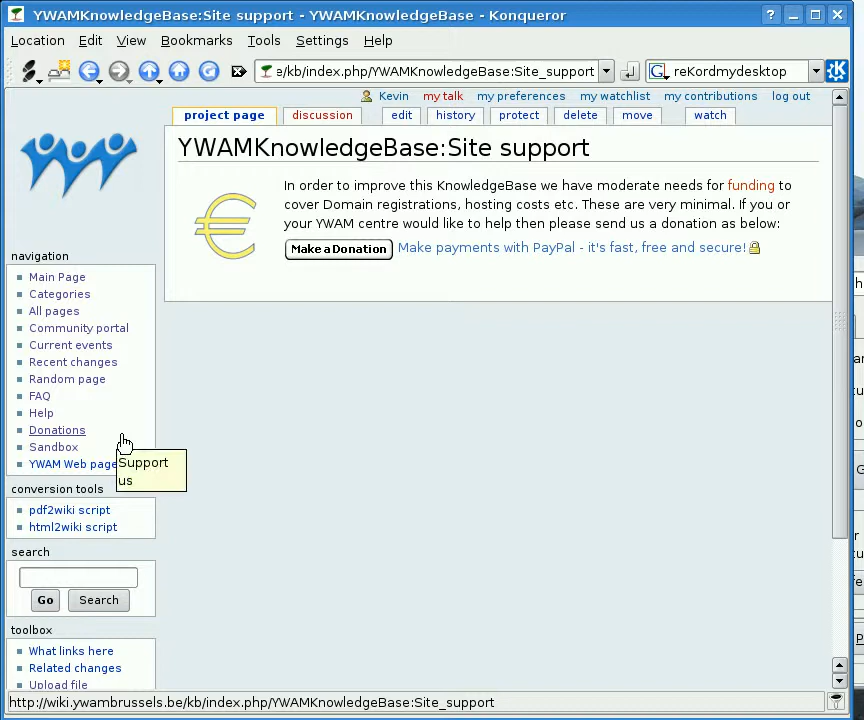 YWAMKnowledgeBase:Site support - YWAMKnowledgeBase - Konqueror
Location Edit View Bookmarks Tools Settings Help
e/kb/index.php/YWAMKnowledgeBase:Site_support reKordmydesktop
Kevin my talk my preferences my watchlist my contributions log out
project page discussion edit history protect delete move watch
YWAMKnowledgeBase:Site support
In order to improve this KnowledgeBase we have moderate needs for funding to
cover Domain registrations, hosting costs etc. These are very minimal. If you or
your YWAM centre would like to help then please send us a donation as below:
Make a Donation Make payments with PayPal - it's fast, free and secure!
navigation
Main Page
Categories
All pages
Community portal
Current events
Recent changes
Random page
FAQ
Help
Donations
Sandbox
YWAM Web page
Support
us
conversion tools
pdf2wiki script
html2wiki script
search
Go Search
toolbox
What links here
Related changes
Upload file
http://wiki.ywambrussels.be/kb/index.php/YWAMKnowledgeBase:Site_support